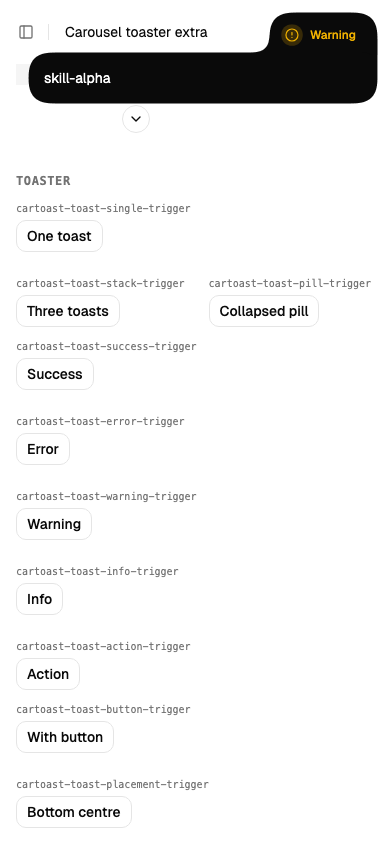 Carousel toaster extra
Warning
skill-alpha
TOASTER
cartoast-toast-single-trigger
One toast
cartoast-toast-stack-trigger
cartoast-toast-pill-trigger
Three toasts
Collapsed pill
cartoast-toast-success-trigger
Success
cartoast-toast-error-trigger
Error
cartoast-toast-warning-trigger
Warning
cartoast-toast-info-trigger
Info
cartoast-toast-action-trigger
Action
cartoast-toast-button-trigger
With button
cartoast-toast-placement-trigger
Bottom centre